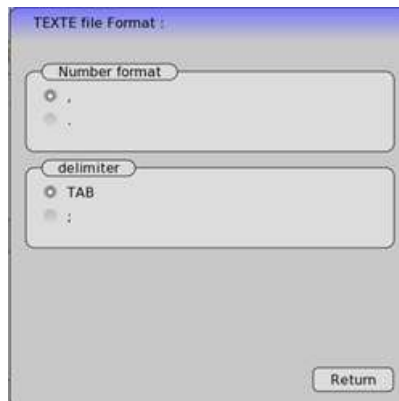 TEXTE file Format :
Number format
,
.
delimiter
TAB
;
Return